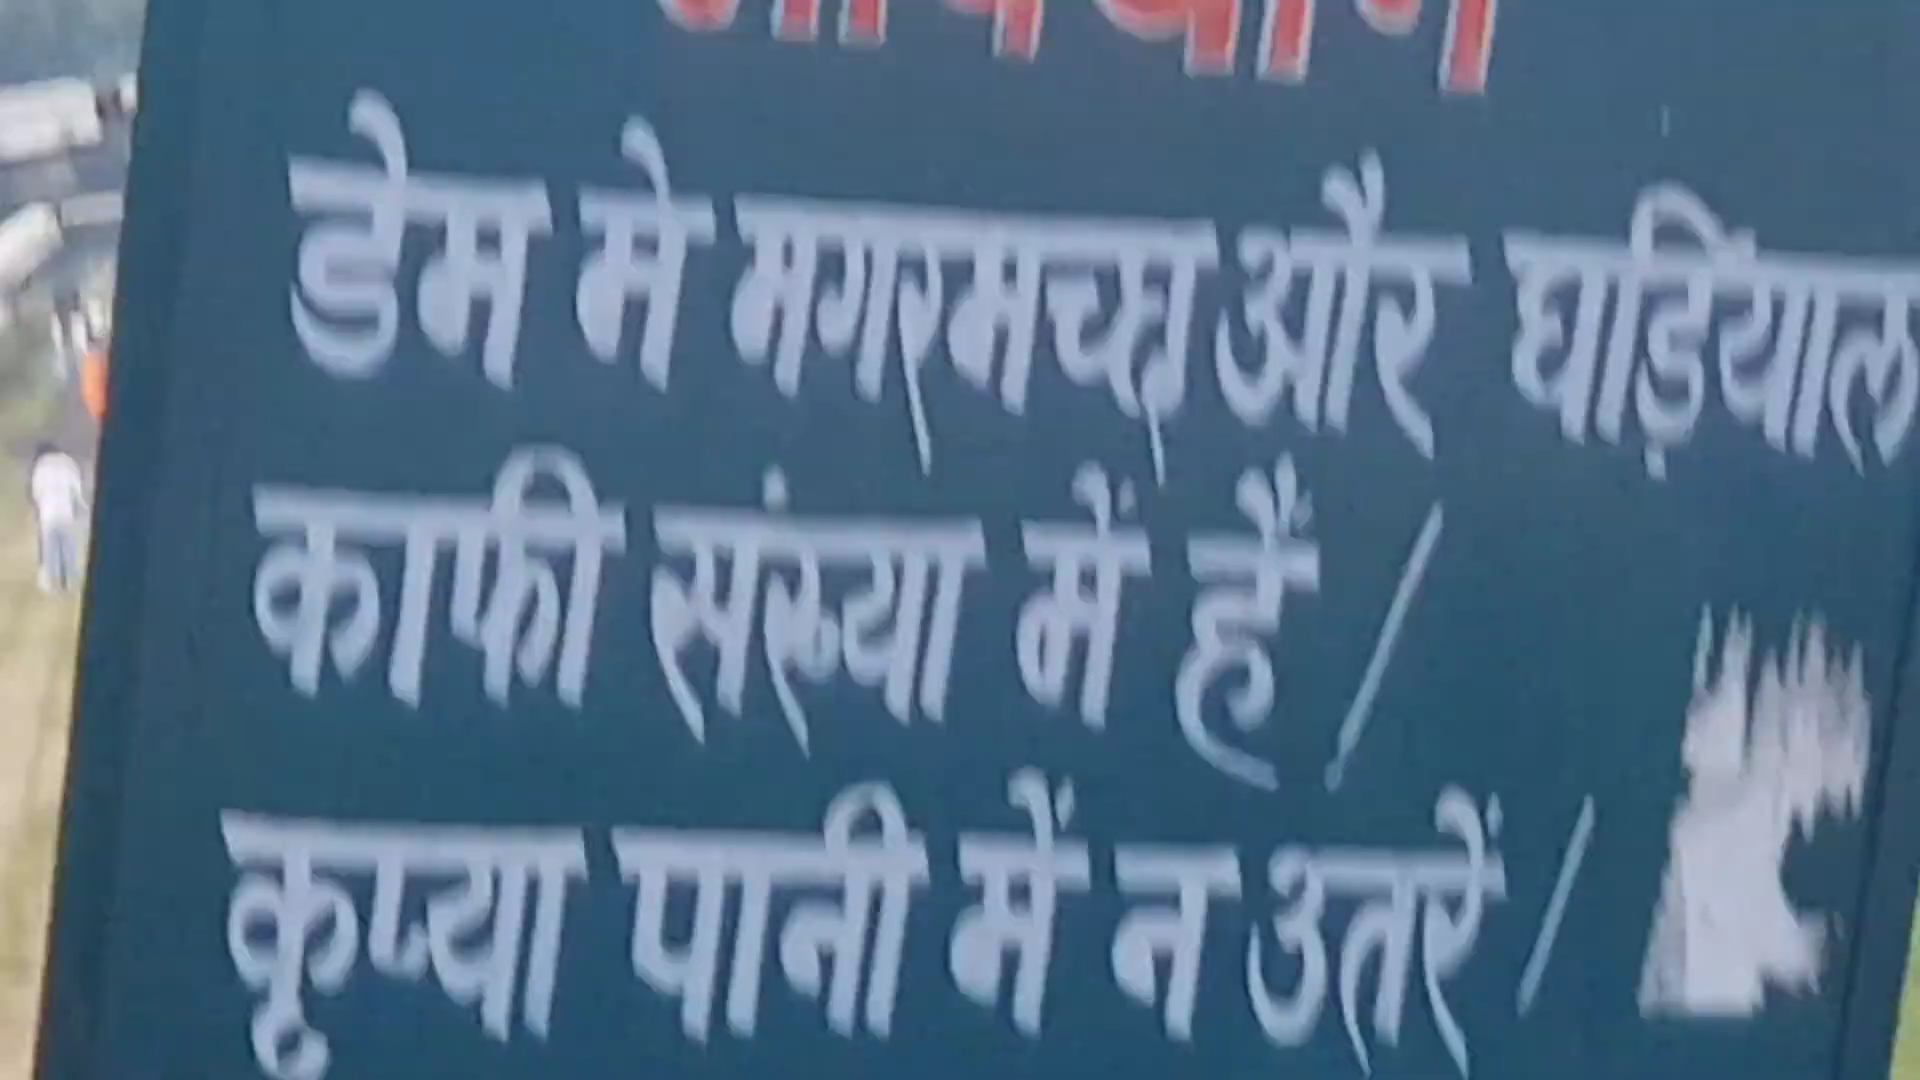 डेम मे मगरमच्छ और घड़ियाल
काफी संख्या में हैं /
कृप्या पानी में न उतरें /